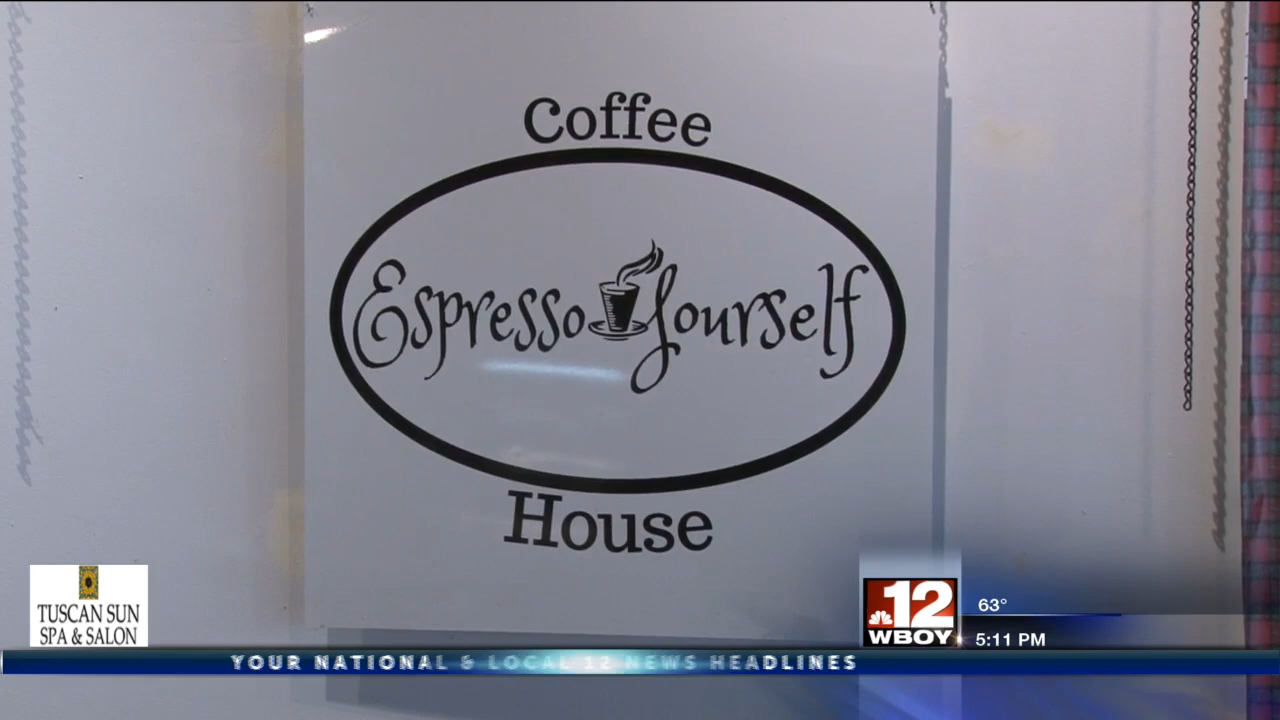 Coffee
Espresso Yourself
House
TUSCAN SUN
SPA & SALON
12
WBOY
63°
5:11 PM
YOUR NATIONAL & LOCAL 12 NEWS HEADLINES